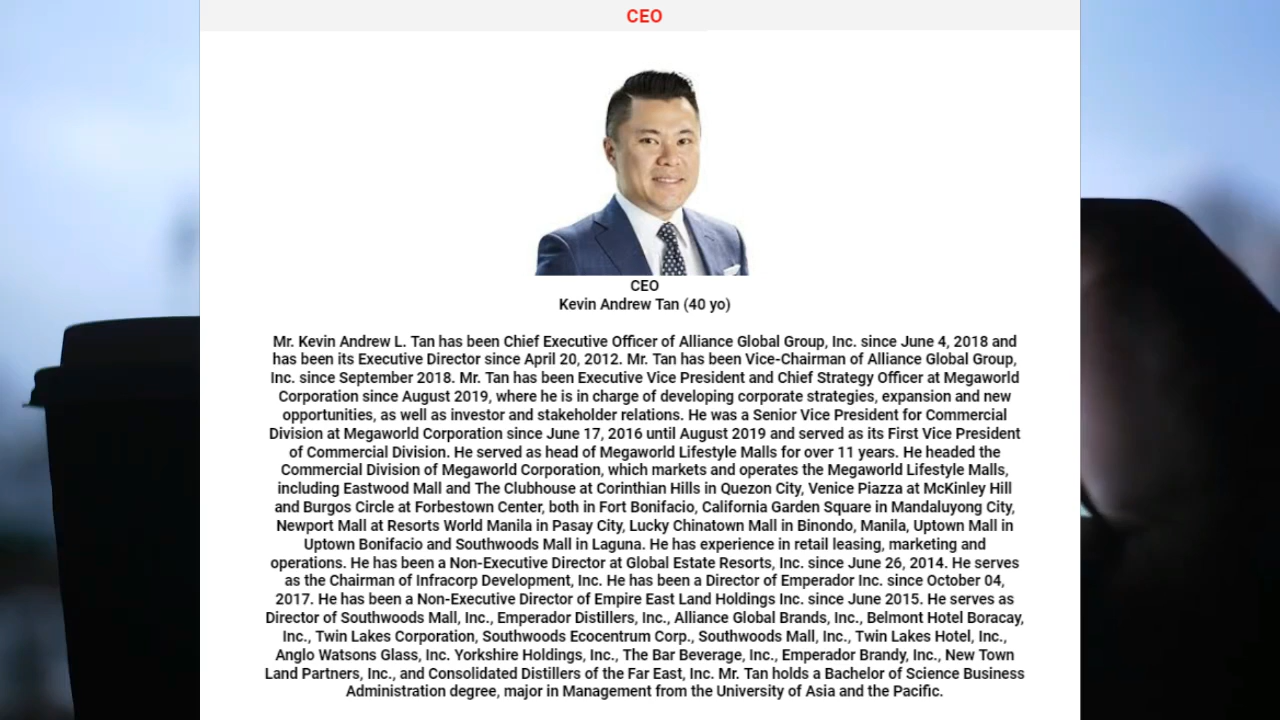 CEO
CEO
Kevin Andrew Tan (40 yo)
Mr. Kevin Andrew L. Tan has been Chief Executive Officer of Alliance Global Group, Inc. since June 4, 2018 and
has been its Executive Director since April 20, 2012. Mr. Tan has been Vice-Chairman of Alliance Global Group,
Inc. since September 2018. Mr. Tan has been Executive Vice President and Chief Strategy Officer at Megaworld
Corporation since August 2019, where he is in charge of developing corporate strategies, expansion and new
opportunities, as well as investor and stakeholder relations. He was a Senior Vice President for Commercial
Division at Megaworld Corporation since June 17, 2016 until August 2019 and served as its First Vice President
of Commercial Division. He served as head of Megaworld Lifestyle Malls for over 11 years. He headed the
Commercial Division of Megaworld Corporation, which markets and operates the Megaworld Lifestyle Malls,
including Eastwood Mall and The Clubhouse at Corinthian Hills in Quezon City, Venice Piazza at McKinley Hill
and Burgos Circle at Forbestown Center, both in Fort Bonifacio, California Garden Square in Mandaluyong City,
Newport Mall at Resorts World Manila in Pasay City, Lucky Chinatown Mall in Binondo, Manila, Uptown Mall in
Uptown Bonifacio and Southwoods Mall in Laguna. He has experience in retail leasing, marketing and
operations. He has been a Non-Executive Director at Global Estate Resorts, Inc. since June 26, 2014. He serves
as the Chairman of Infracorp Development, Inc. He has been a Director of Emperador Inc. since October 04,
2017. He has been a Non-Executive Director of Empire East Land Holdings Inc. since June 2015. He serves as
Director of Southwoods Mall, Inc., Emperador Distillers, Inc., Alliance Global Brands, Inc., Belmont Hotel Boracay,
Inc., Twin Lakes Corporation, Southwoods Ecocentrum Corp., Southwoods Mall, Inc., Twin Lakes Hotel, Inc.,
Anglo Watsons Glass, Inc. Yorkshire Holdings, Inc., The Bar Beverage, Inc., Emperador Brandy, Inc., New Town
Land Partners, Inc., and Consolidated Distillers of the Far East, Inc. Mr. Tan holds a Bachelor of Science Business
Administration degree, major in Management from the University of Asia and the Pacific.